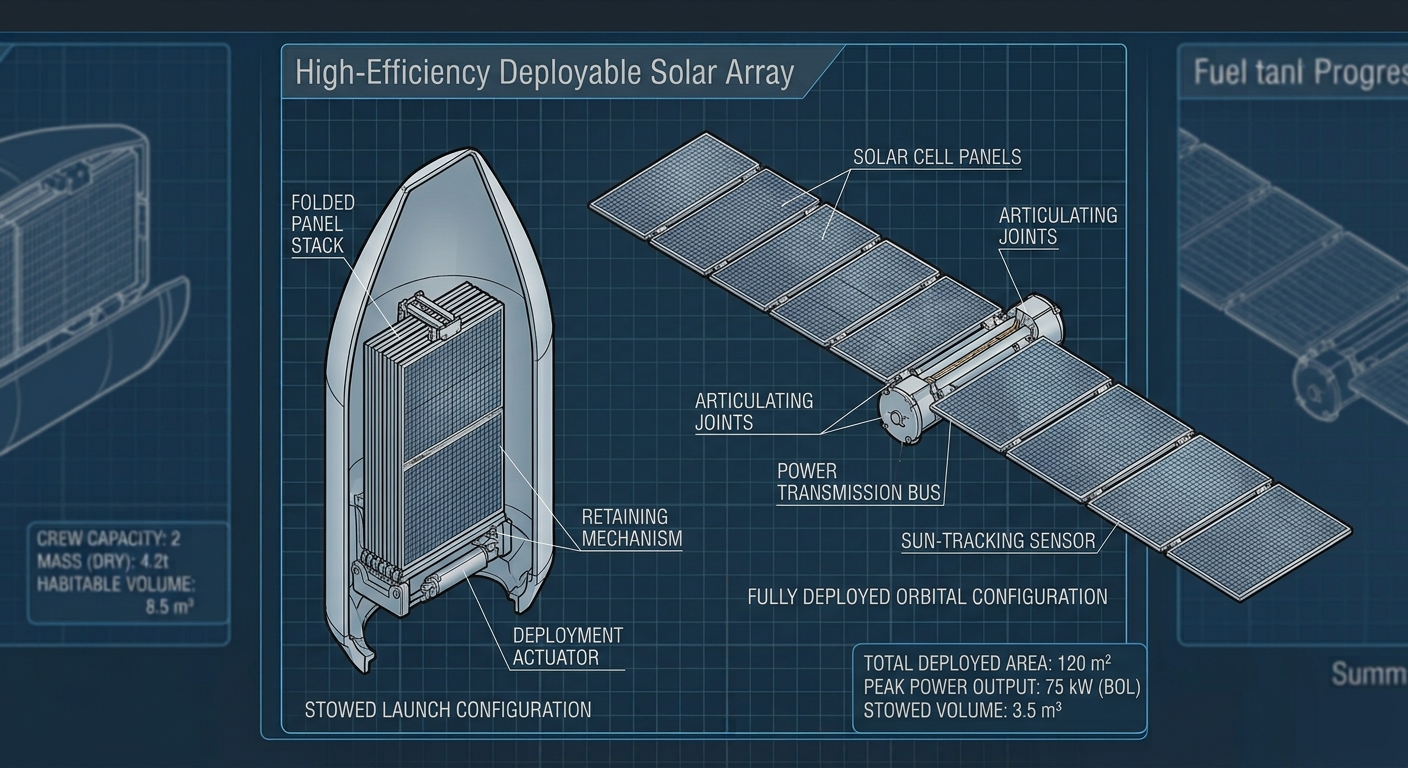 High-Efficiency Deployable Solar Array
FOLDED
PANEL
STACK
SOLAR CELL PANELS
ARTICULATING
JOINTS
ARTICULATING
JOINTS
POWER
TRANSMISSION BUS
RETAINING
MECHANISM
SUN-TRACKING SENSOR
FULLY DEPLOYED ORBITAL CONFIGURATION
DEPLOYMENT
ACTUATOR
STOWED LAUNCH CONFIGURATION
TOTAL DEPLOYED AREA: 120 m²
PEAK POWER OUTPUT: 75 kW (BOL)
STOWED VOLUME: 3.5 m³
CREW CAPACITY: 2
MASS (DRY): 4.2t
HABITABLE VOLUME:
8.5 m³
Fuel tanl Progres
Summ